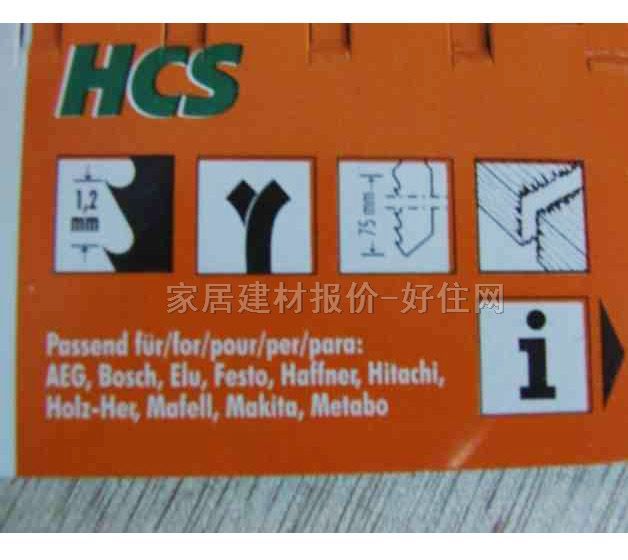 HCS
1,2
mm
75 mm
家居建材报价-好住网
i
Passend für/for/pour/per/para:
AEG, Bosch, Elu, Festo, Haffner, Hitachi,
Holz-Her, Mafell, Makita, Metabo